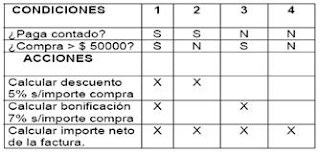 CONDICIONES 1 2 3 4
¿Paga contado? S S N N
¿Compra > $ 50000? S N S N
ACCIONES
Calcular descuento X X
5% s/importe compra
Calcular bonificación X X
7% s/importe compra
Calcular importe neto X X X X
de la factura.